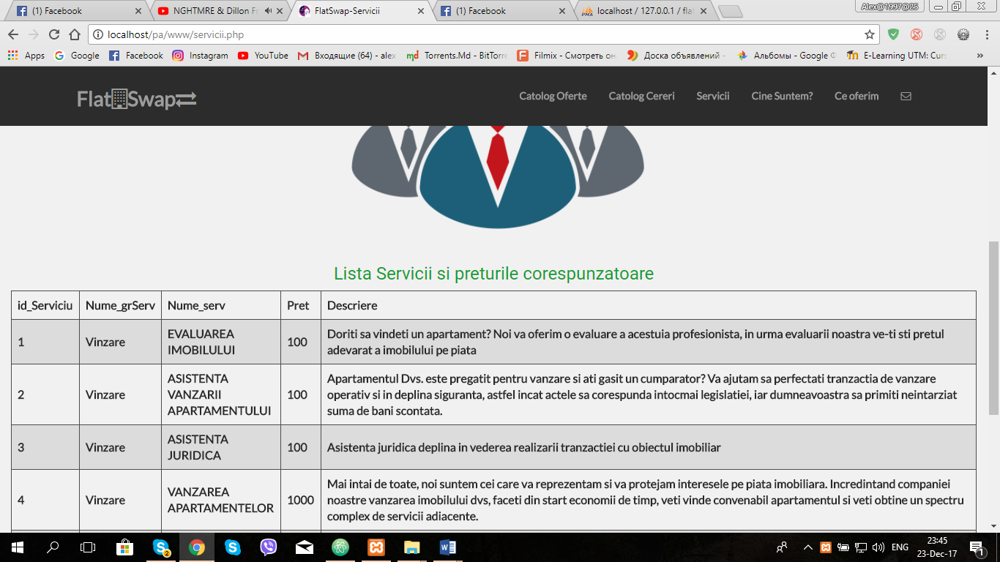 (1) Facebook
NGHTMRE & Dillon Fr
FlatSwap-Servicii
(1) Facebook
localhost / 127.0.0.1 / flat
Alex@1997@25
localhost/pa/www/servicii.php
Apps
Google
Facebook
Instagram
YouTube
Входящие (64) - alex
Torrents.Md - BitTorre
Filmix - Смотреть он
Доска объявлений -
Альбомы - Google Ф
E-Learning UTM: Curs
»
FlatSwap
Catolog Oferte
Catolog Cereri
Servicii
Cine Suntem?
Ce oferim
Lista Servicii si preturile corespunzatoare
id_Serviciu Nume_grServ Nume_serv Pret Descriere
1 Vinzare
EVALUAREA
IMOBILULUI
100
Doriti sa vindeti un apartament? Noi va oferim o evaluare a acestuia profesionista, in urma evaluarii noastra ve-ti sti pretul
adevarat a imobilului pe piata
2 Vinzare
ASISTENTA
VANZARII
APARTAMENTULUI
100
Apartamentul Dvs. este pregatit pentru vanzare si ati gasit un cumparator? Va ajutam sa perfectati tranzactia de vanzare
operativ si in deplina siguranta, astfel incat actele sa corespunda intocmai legislatiei, iar dumneavoastra sa primiti neintarziat
suma de bani scontata.
3 Vinzare
ASISTENTA
JURIDICA
100
Asistenta juridica deplina in vederea realizarii tranzactiei cu obiectul imobiliar
4 Vinzare
VANZAREA
APARTAMENTELOR
1000
Mai intai de toate, noi suntem cei care va reprezentam si va protejam interesele pe piata imobiliara. Incredintand companiei
noastre vanzarea imobilului dvs, faceti din start economii de timp, veti vinde convenabil apartamentul si veti obtine un spectru
complex de servicii adiacente.
2
ENG
23:45
23-Dec-17
1